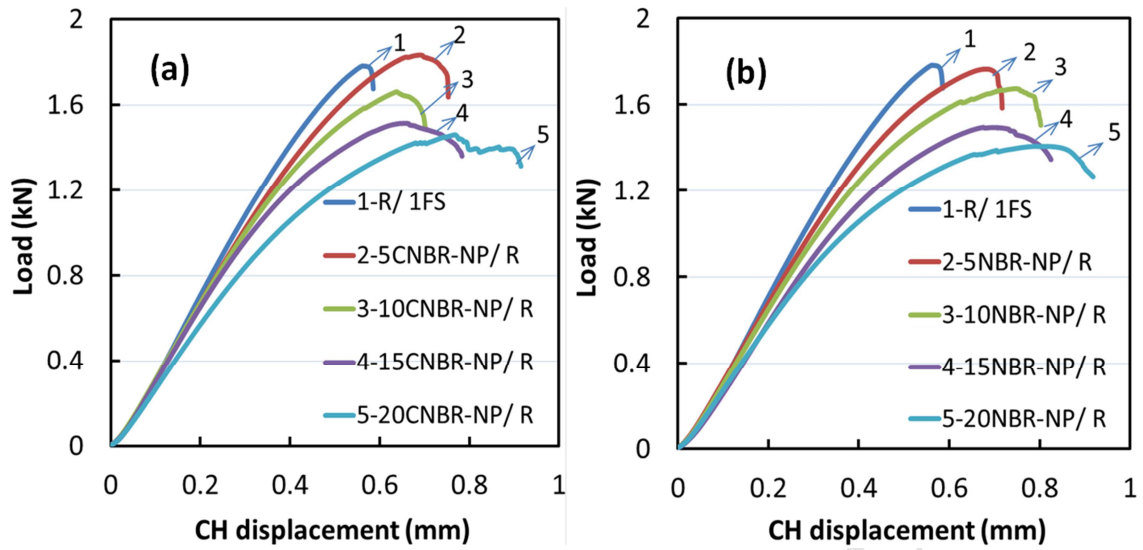 (a)
Load (kN)
2
1.6
1.2
0.8
0.4
0
1
2
3
4
5
1-R/ 1FS
2-5CNBR-NP/ R
3-10CNBR-NP/ R
4-15CNBR-NP/ R
5-20CNBR-NP/ R
0 0.2 0.4 0.6 0.8 1
CH displacement (mm)
(b)
Load (kN)
2
1.6
1.2
0.8
0.4
0
1
2
3
4
5
1-R/ 1FS
2-5NBR-NP/ R
3-10NBR-NP/ R
4-15NBR-NP/ R
5-20NBR-NP/ R
0 0.2 0.4 0.6 0.8 1
CH displacement (mm)